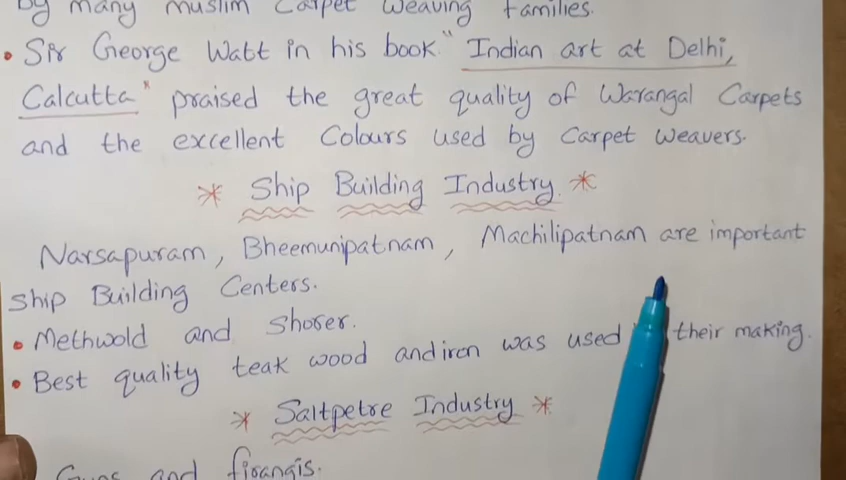 by many Muslim Carpet Weaving families.
• Sir George Watt in his book "Indian art at Delhi,
Calcutta" praised the great quality of Warangal Carpets
and the excellent Colours used by Carpet Weavers.
* Ship Building Industry *
Narsapuram, Bheemunipatnam, Machilipatnam are important
Ship Building Centers.
• Methwold and Shorer.
• Best quality teak wood and iron was used their making.
* Saltpetre Industry *
Guns and firangis.